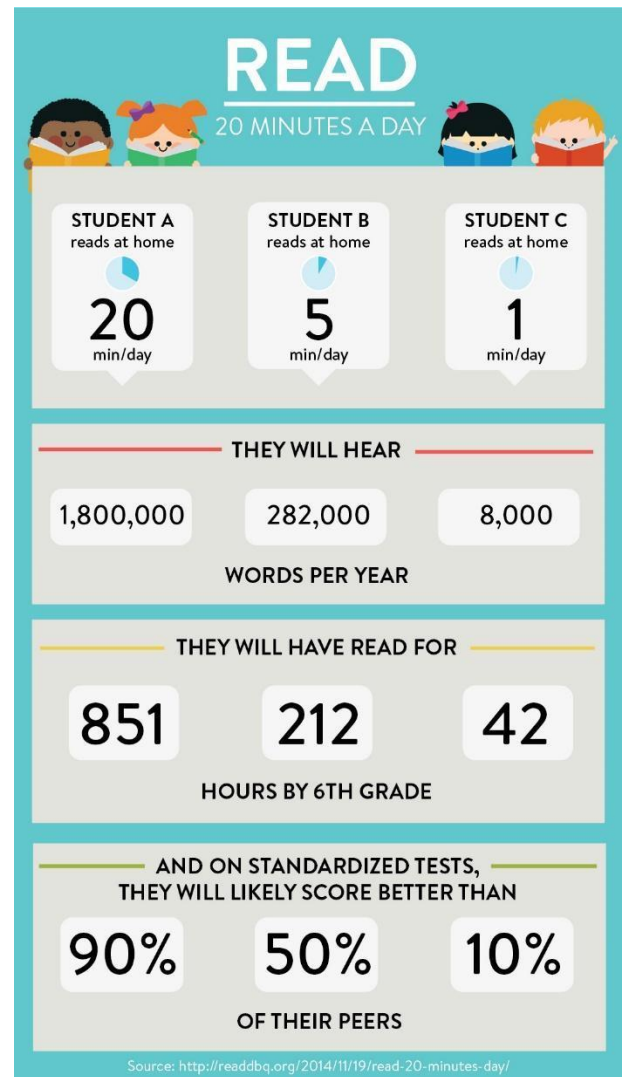 READ
20 MINUTES A DAY
STUDENT A
reads at home
20
min/day
STUDENT B
reads at home
5
min/day
STUDENT C
reads at home
1
min/day
THEY WILL HEAR
1,800,000 282,000 8,000
WORDS PER YEAR
THEY WILL HAVE READ FOR
851 212 42
HOURS BY 6TH GRADE
AND ON STANDARDIZED TESTS,
THEY WILL LIKELY SCORE BETTER THAN
90% 50% 10%
OF THEIR PEERS
Source: http://readdbq.org/2014/11/19/read-20-minutes-day/